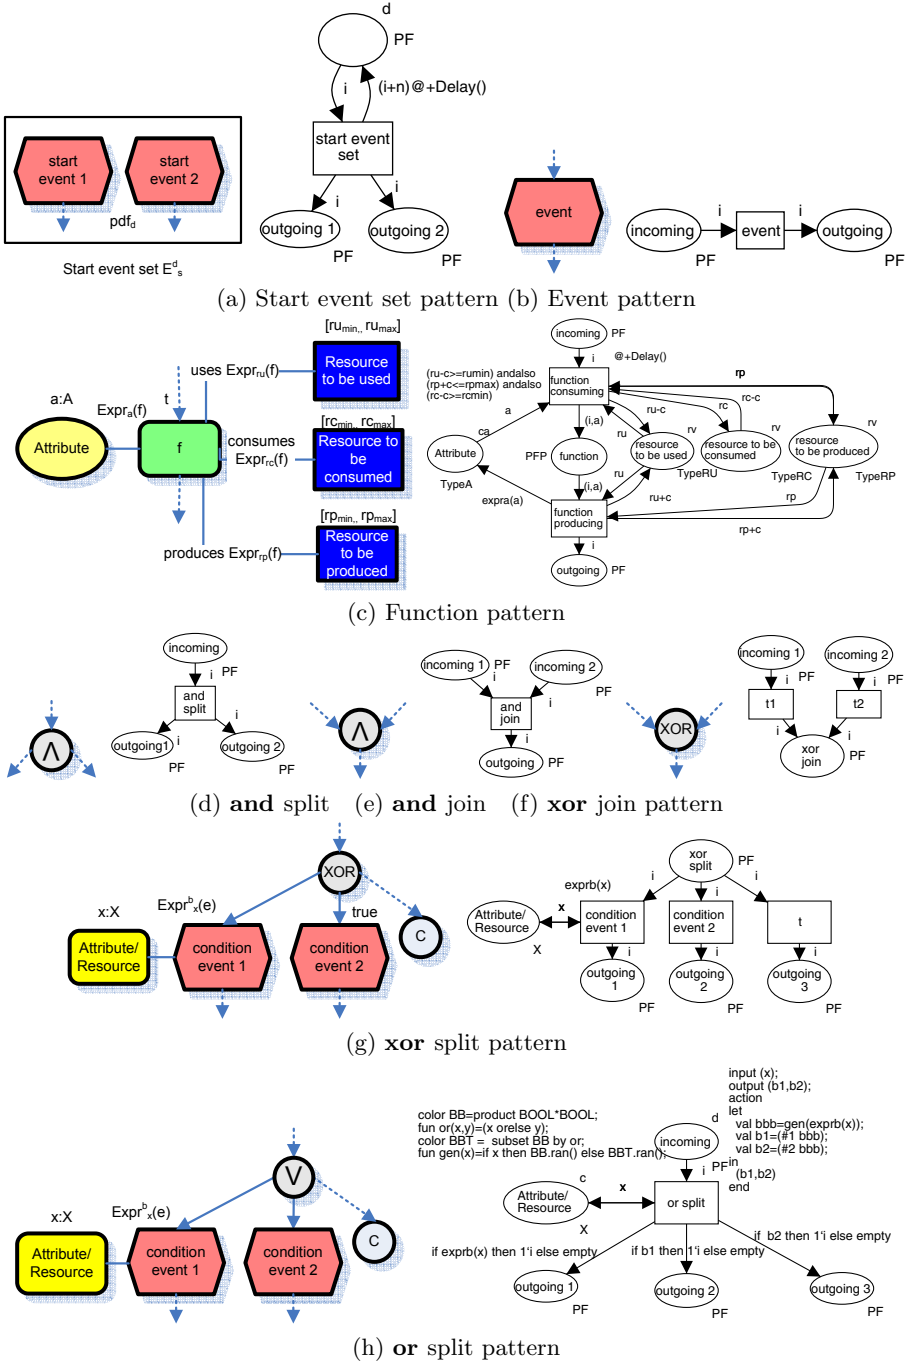 d
PF
i
(i+n)@+Delay()
start event
set
start
event 1
start
event 2
pdfd
Start event set E^d_s
i
i
outgoing 1
outgoing 2
PF
PF
event
incoming
i
event
i
outgoing
PF
PF
(a) Start event set pattern (b) Event pattern
[rumin,, rumax]
Resource
to be used
uses Exprru(f)
a:A
Expra(f)
t
Attribute
f
consumes
Exprrc(f)
[rcmin,, rcmax]
Resource to
be
consumed
[rpmin,, rpmax]
Resource
to be
produced
produces Exprrp(f)
incoming
PF
i
@+Delay()
(ru-c>=rumin) andalso
(rp+c<=rpmax) andalso
(rc-c>=rcmin)
function
consuming
rp
rc-c
rc
ru-c
a
ca
(i,a)
ru
rv
rv
rv
Attribute
PFP
function
resource
to be used
resource to be
consumed
resource
to be produced
TypeA
TypeRU
TypeRC
TypeRP
expra(a)
(i,a)
ru
ru+c
rp
function
producing
rp+c
i
outgoing
PF
(c) Function pattern
Λ
incoming
i
PF
and
split
i
i
outgoing1
outgoing 2
PF
PF
Λ
incoming 1
PF
incoming 2
i
i
PF
and
join
i
outgoing
PF
XOR
incoming 1
incoming 2
i
PF
i
PF
t1
t2
i
i
xor
join
PF
(d) and split (e) and join (f) xor join pattern
XOR
x:X
Expr^b_x(e)
true
Attribute/
Resource
condition
event 1
condition
event 2
C
xor
split
PF
i
i
i
exprb(x)
Attribute/
Resource
x
X
condition
event 1
condition
event 2
t
i
i
i
outgoing
1
outgoing
2
outgoing
3
PF
PF
PF
(g) xor split pattern
V
x:X
Expr^b_x(e)
Attribute/
Resource
condition
event 1
condition
event 2
C
color BB=product BOOL*BOOL;
fun or(x,y)=(x orelse y);
color BBT = subset BB by or;
fun gen(x)=if x then BB.ran() else BBT.ran();
d
incoming
i
PF
input (x);
output (b1,b2);
action
let
val bbb=gen(exprb(x));
val b1=(#1 bbb);
val b2=(#2 bbb);
in
(b1,b2)
end
c
Attribute/
Resource
x
X
or split
if exprb(x) then 1'i else empty
if b1 then 1'i else empty
if b2 then 1'i else empty
outgoing 1
outgoing 2
outgoing 3
PF
PF
PF
(h) or split pattern